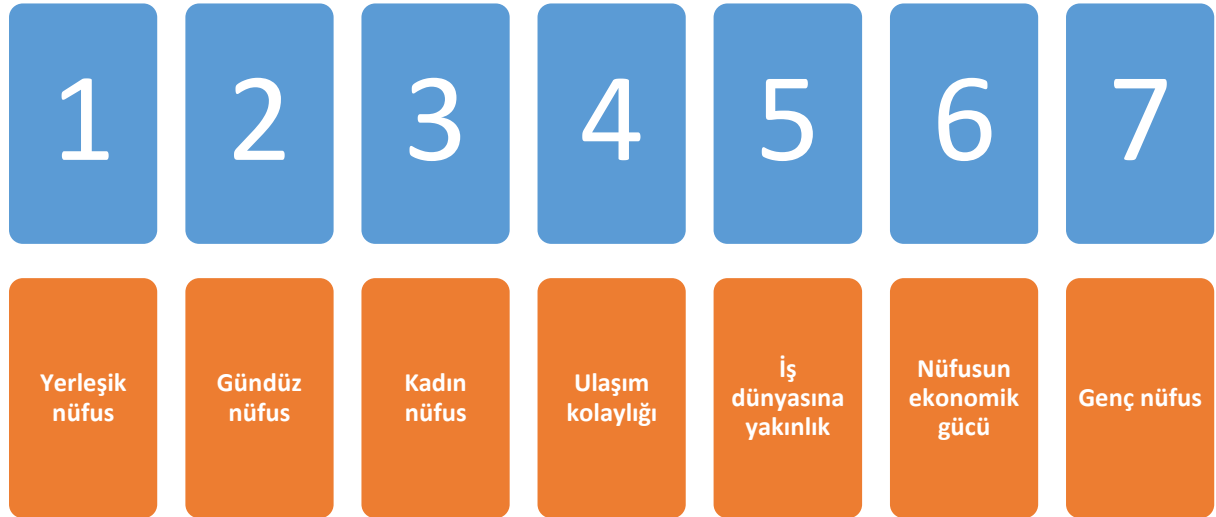 1
2
3
4
5
6
7
Yerleşik
nüfus
Gündüz
nüfus
Kadın
nüfus
Ulaşım
kolaylığı
İş
dünyasına
yakınlık
Nüfusun
ekonomik
gücü
Genç nüfus